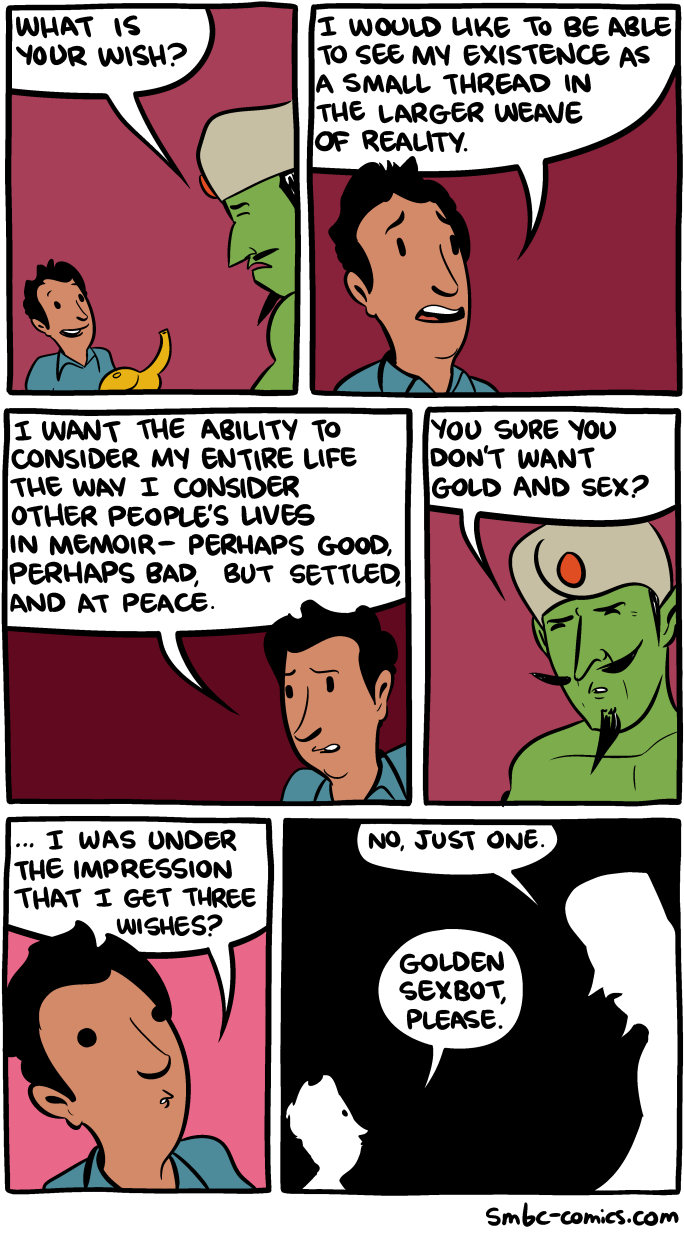 WHAT IS
YOUR WISH?
I WOULD LIKE TO BE ABLE
TO SEE MY EXISTENCE AS
A SMALL THREAD IN
THE LARGER WEAVE
OF REALITY.
I WANT THE ABILITY TO
CONSIDER MY ENTIRE LIFE
THE WAY I CONSIDER
OTHER PEOPLE'S LIVES
IN MEMOIR- PERHAPS GOOD,
PERHAPS BAD, BUT SETTLED,
AND AT PEACE.
YOU SURE YOU
DON'T WANT
GOLD AND SEX?
... I WAS UNDER
THE IMPRESSION
THAT I GET THREE
WISHES?
NO, JUST ONE.
GOLDEN
SEXBOT,
PLEASE.
smbc-comics.com